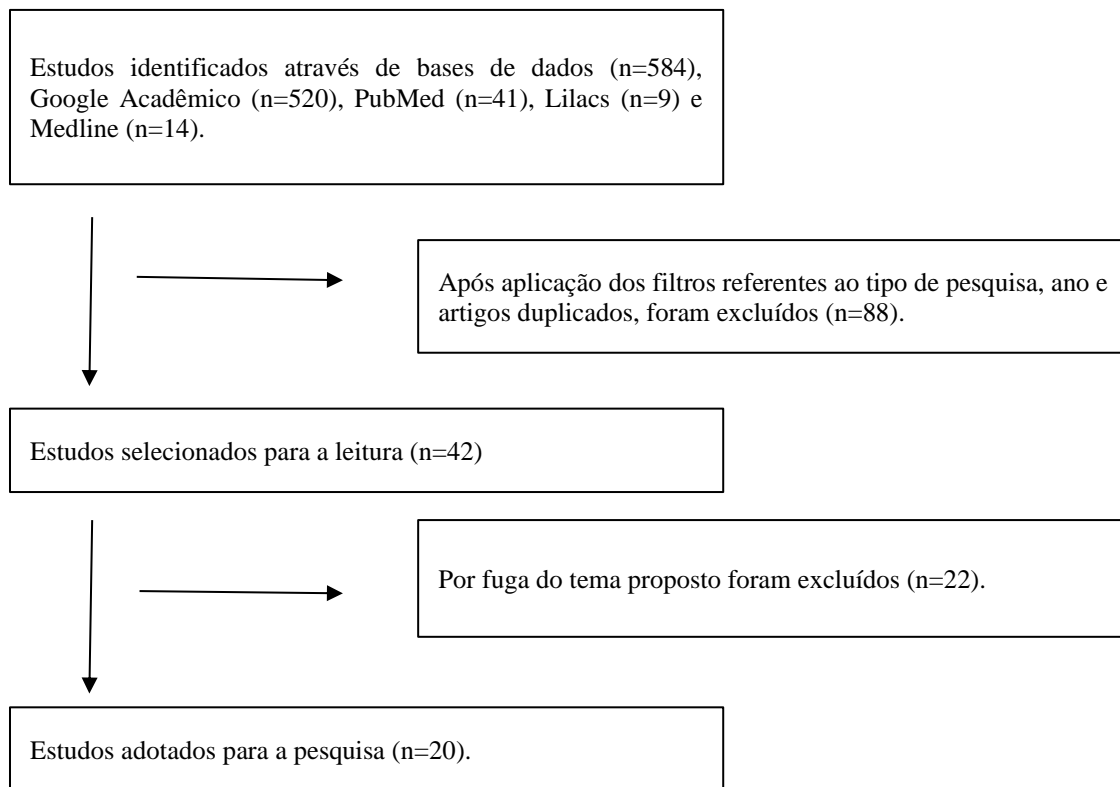 Estudos identificados através de bases de dados (n=584),
Google Acadêmico (n=520), PubMed (n=41), Lilacs (n=9) e
Medline (n=14).
Após aplicação dos filtros referentes ao tipo de pesquisa, ano e
artigos duplicados, foram excluídos (n=88).
Estudos selecionados para a leitura (n=42)
Por fuga do tema proposto foram excluídos (n=22).
Estudos adotados para a pesquisa (n=20).